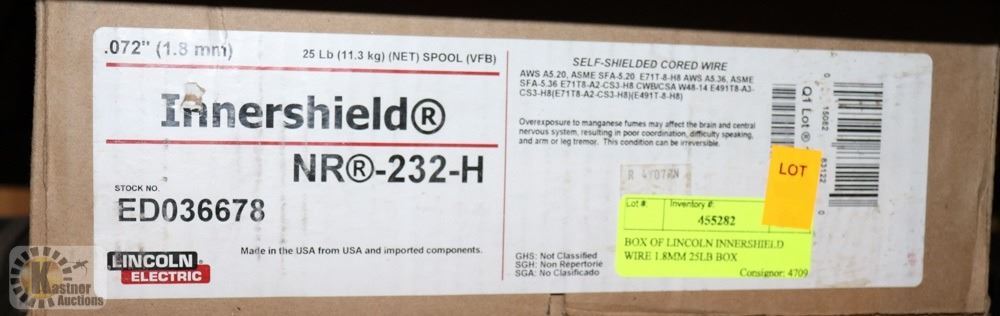 .072" (1.8 mm)
25 Lb (11.3 kg) (NET) SPOOL (VFB)
Innershield®
NR®-232-H
STOCK NO.
ED036678
LINCOLN
ELECTRIC
Made in the USA from USA and imported components.
SELF-SHIELDED CORED WIRE
AWS A5.20, ASME SFA-5.20 E71T-8-H8 AWS A5.36, ASME
SFA-5.36 E71T8-A2-CS3-H8 CWB/CSA W48-14 E491T8-A3-
CS3-H8(E71T8-A2-CS3-H8)(E491T-8-H8)
Overexposure to manganese fumes may affect the brain and central
nervous system, resulting in poor coordination, difficulty speaking,
and arm or leg tremor. This condition can be irreversible.
GHS: Not Classified
SGH: Non Repertorie
SGA: No Clasificado
Q1 Lot ®
0
15082
83122
0
LOT
Lot #:
Inventory #:
455282
BOX OF LINCOLN INNERSHIELD
WIRE 1.8MM 25LB BOX
Consignor: 4709
Kastner
Auctions